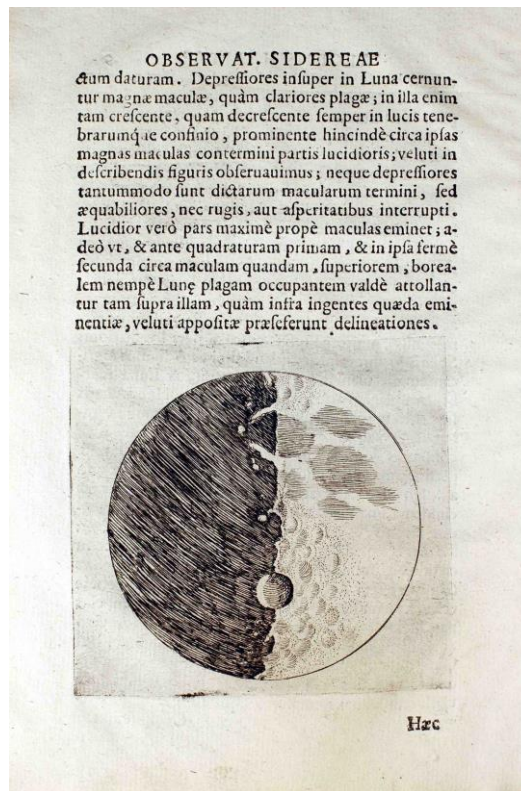 OBSERVAT. SIDEREAE
ctum daturam. Depreſſiores inſuper in Luna cernun-
tur magnæ maculæ, quàm clariores plagæ; in illa enim
tam creſcente, quam decreſcente ſemper in lucis tene-
brarumque confinio, prominente hincindè circa ipſas
magnas maculas contermini partis lucidioris; veluti in
deſcribendis figuris obſeruauimus; neque depreſſiores
tantummodo ſunt dictarum macularum termini, ſed
æquabiliores, nec rugis, aut aſperitatibus interrupti.
Lucidior verò pars maximè propè maculas eminet; a-
deò vt, & ante quadraturam primam, & in ipſa fermè
ſecunda circa maculam quandam, ſuperiorem, borea-
lem nempè Lunę plagam occupantem valdè attollan-
tur tam ſupra illam, quàm infra ingentes quæda emi-
nentiæ, veluti appoſitæ præſeferunt delineationes.
Hæc